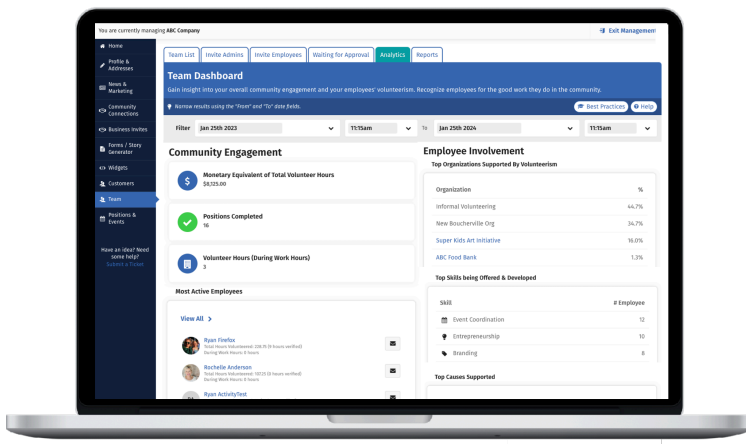 You are currently managing ABC Company
Exit Management
Home
Profile &
Addresses
News &
Marketing
Community
Connections
Business Invites
Forms / Story
Generator
Widgets
Customers
Team
Positions &
Events
Have an idea? Need
some help?
Submit a Ticket
Team List
Invite Admins
Invite Employees
Waiting for Approval
Analytics
Reports
Team Dashboard
Gain insight into your overall community engagement and your employees' volunteerism. Recognize employees for the good work they do in the community.
Narrow results using the "From" and "To" date fields.
Best Practices
Help
Filter
Jan 25th 2023
11:15am
To
Jan 25th 2024
11:15am
Community Engagement
Monetary Equivalent of Total Volunteer Hours
$8,125.00
Positions Completed
16
Volunteer Hours (During Work Hours)
3
Most Active Employees
View All
Ryan Firefox
During Work Hours: 0 hours
Rochelle Anderson
During Work Hours: 0 hours
Ryan ActivityTest
Employee Involvement
Top Organizations Supported By Volunteerism
Organization %
Informal Volunteering 44.7%
New Boucherville Org 34.7%
Super Kids Art Initiative 16.0%
ABC Food Bank 1.3%
Top Skills being Offered & Developed
Skill # Employee
Event Coordination 12
Entrepreneurship 10
Branding 8
Top Causes Supported